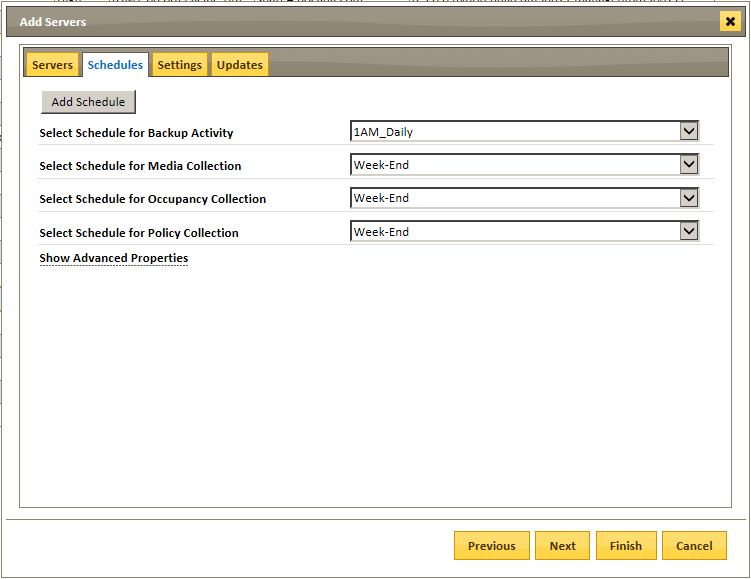 Add Servers
Servers Schedules Settings Updates
Add Schedule
Select Schedule for Backup Activity 1AM_Daily
Select Schedule for Media Collection Week-End
Select Schedule for Occupancy Collection Week-End
Select Schedule for Policy Collection Week-End
Show Advanced Properties
Previous Next Finish Cancel